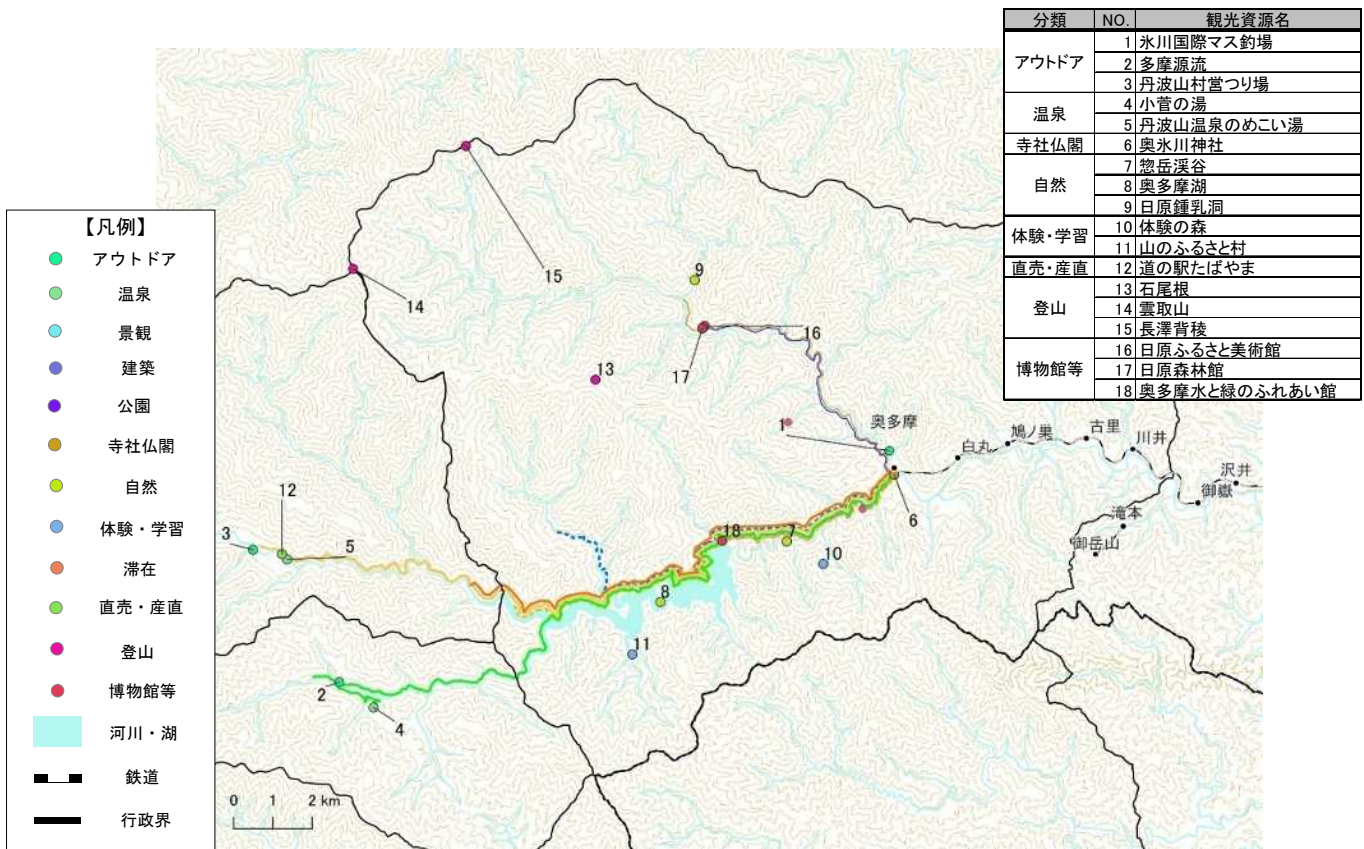 分類 NO. 観光資源名
アウトドア
1 氷川国際マス釣場
2 多摩源流
3 丹波山村営つり場
温泉
4 小菅の湯
5 丹波山温泉のめこい湯
寺社仏閣 6 奥氷川神社
自然
7 惣岳渓谷
8 奥多摩湖
9 日原鍾乳洞
体験・学習
10 体験の森
11 山のふるさと村
直売・産直 12 道の駅たばやま
登山
13 石尾根
14 雲取山
15 長澤背稜
博物館等
16 日原ふるさと美術館
17 日原森林館
18 奥多摩水と緑のふれあい館
【凡例】
アウトドア
温泉
景観
建築
公園
寺社仏閣
自然
体験・学習
滞在
直売・産直
登山
博物館等
河川・湖
鉄道
行政界
15
9
14
16
13
17
1
奥多摩
白丸
鳩ノ巣
古里
川井
沢井
御嶽
滝本
御岳山
6
12
3
5
18
7
10
8
11
2
4
0 1 2 km